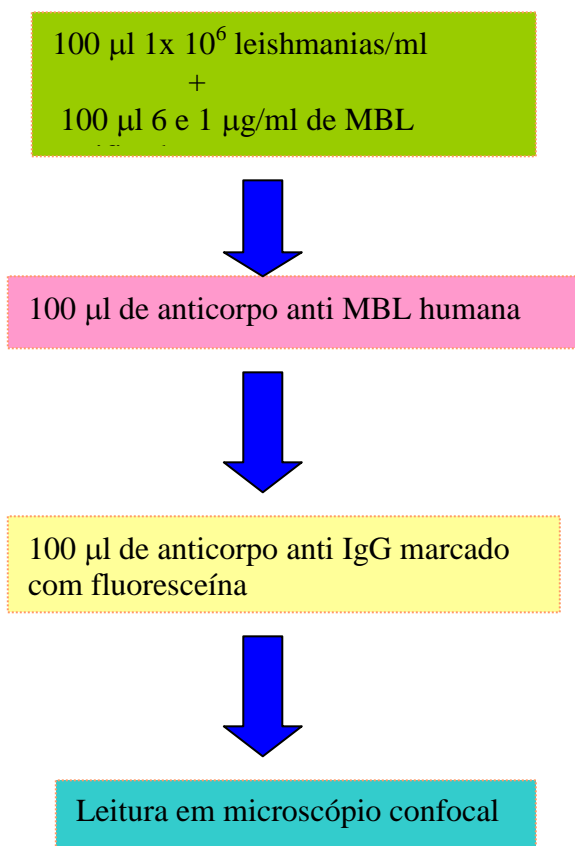 100 μl 1x 10⁶ leishmanias/ml
+
100 μl 6 e 1 μg/ml de MBL
100 μl de anticorpo anti MBL humana
100 μl de anticorpo anti IgG marcado
com fluoresceína
Leitura em microscópio confocal